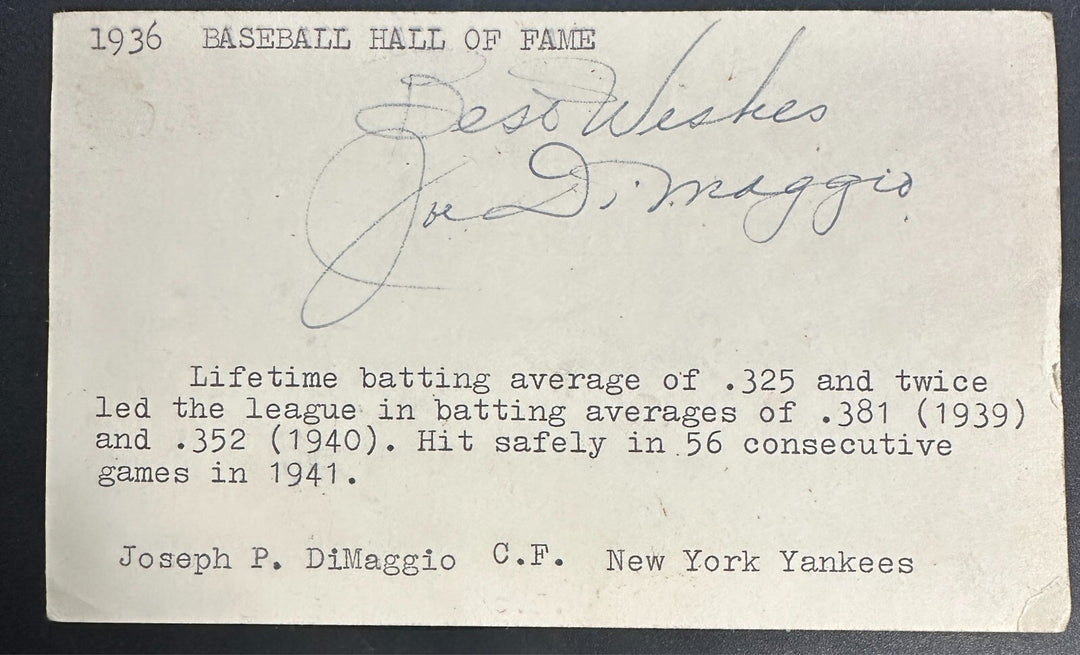 1936 BASEBALL HALL OF FAME
Best Wishes
Joe DiMaggio
Lifetime batting average of .325 and twice
led the league in batting averages of .381 (1939)
and .352 (1940). Hit safely in 56 consecutive
games in 1941.
Joseph P. DiMaggio C.F. New York Yankees